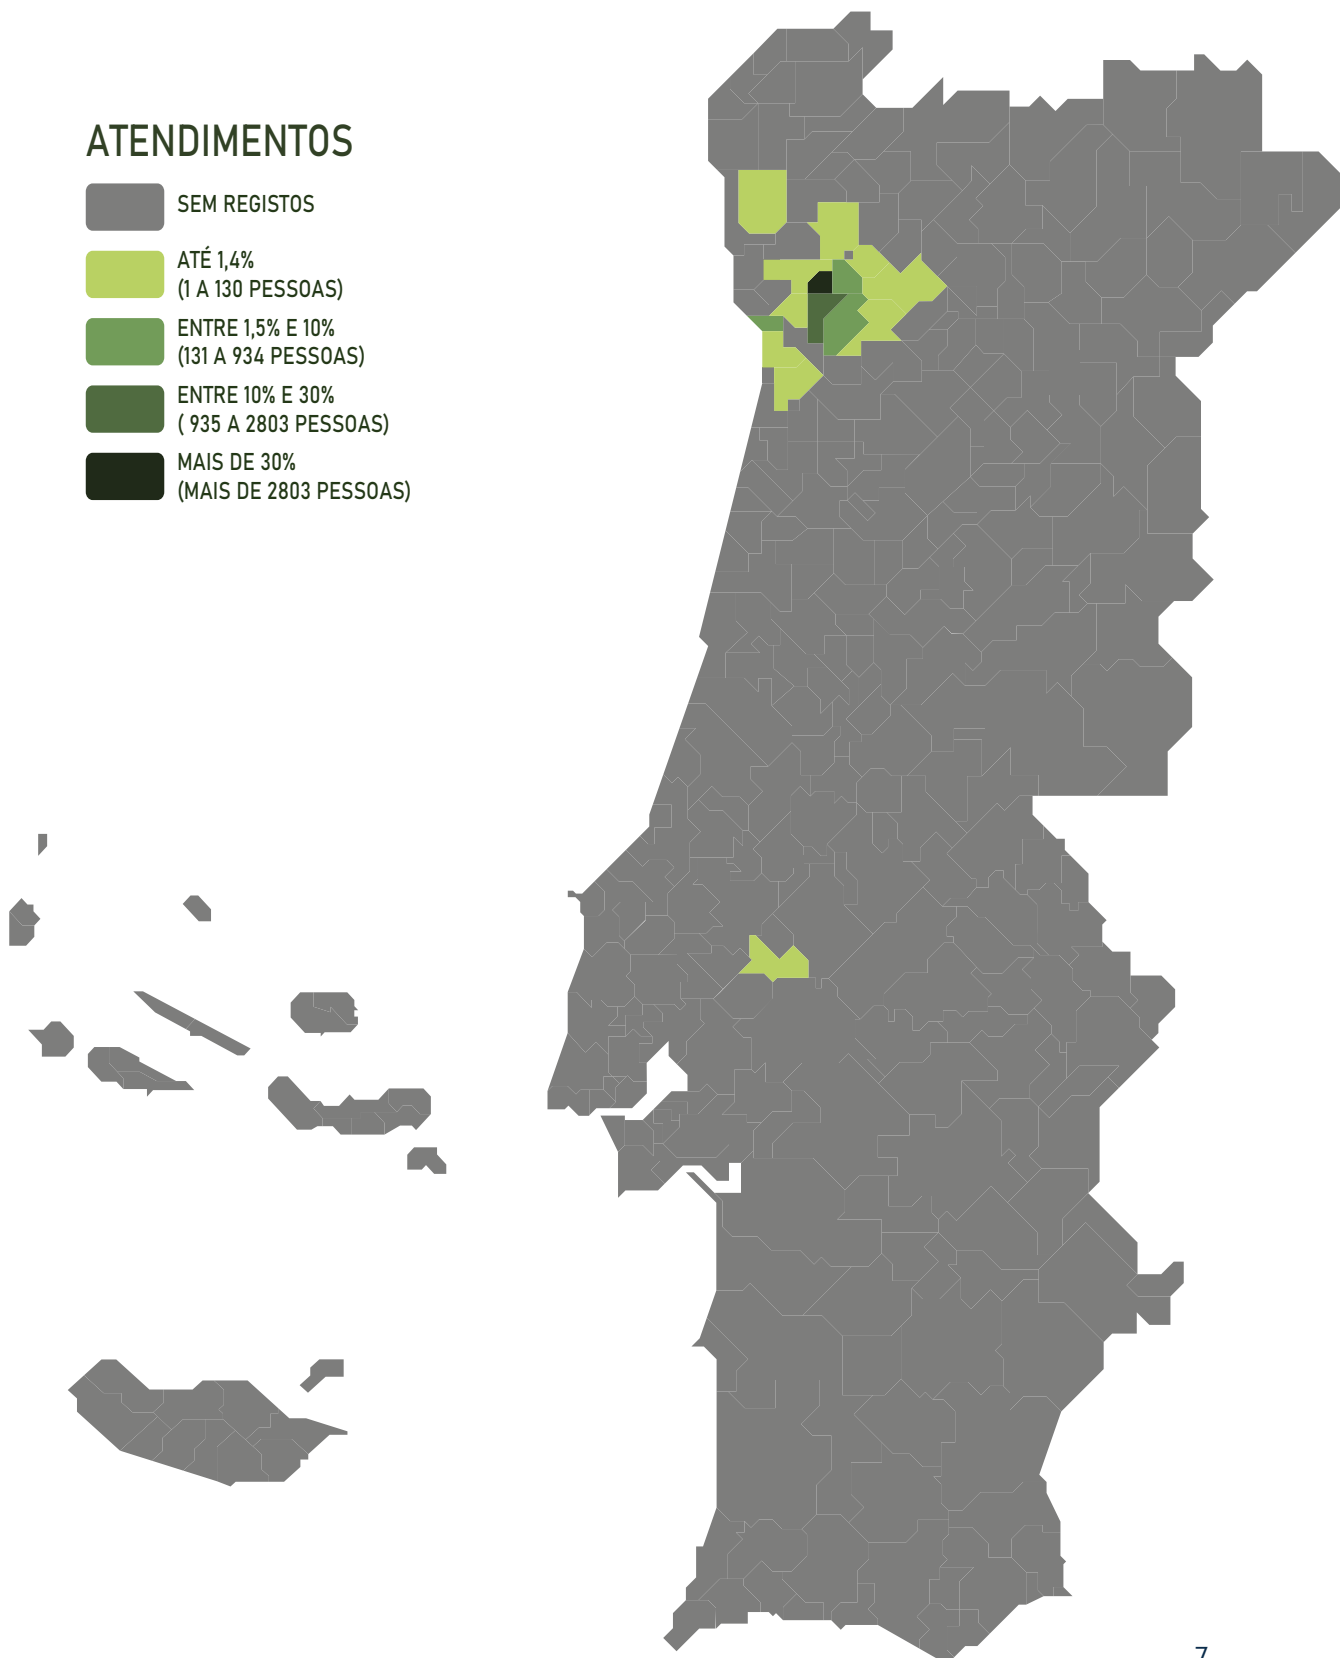 ATENDIMENTOS
SEM REGISTOS
ATÉ 1,4%
(1 A 130 PESSOAS)
ENTRE 1,5% E 10%
(131 A 934 PESSOAS)
ENTRE 10% E 30%
( 935 A 2803 PESSOAS)
MAIS DE 30%
(MAIS DE 2803 PESSOAS)
7